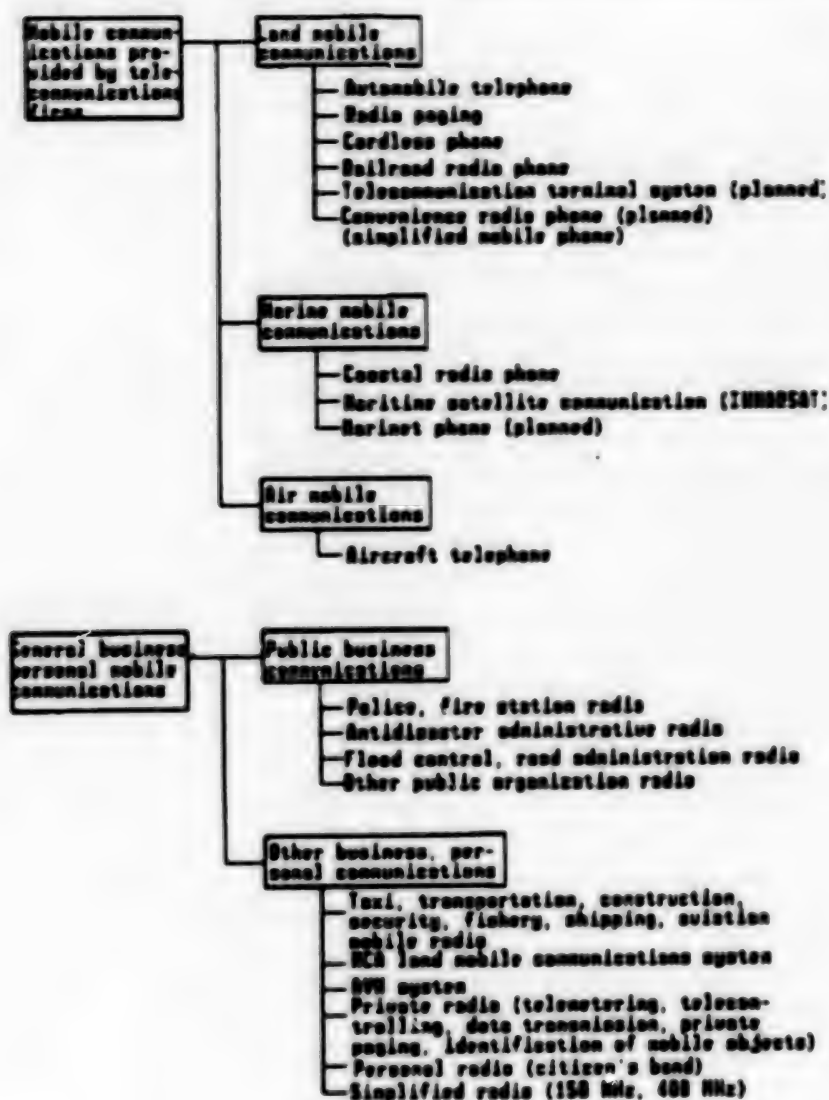 Mobile commun-
ications pro-
vided by tele-
communications
firms
Land mobile
communications
Automobile telephone
Radio paging
Cordless phone
Railroad radio phone
Telecommunication terminal system (planned)
Convenience radio phone (planned)
(simplified mobile phone)
Marine mobile
communications
Coastal radio phone
Maritime satellite communication (INMARSAT)
Marinet phone (planned)
Air mobile
communications
Aircraft telephone
General business
personal mobile
communications
Public business
communications
Police, fire station radio
Antidisaster administrative radio
Flood control, road administration radio
Other public organization radio
Other business, per-
sonal communications
Taxi, transportation, construction,
security, fishery, shipping, aviation
mobile radio
MCA land mobile communications system
AVM system
Private radio (telemetering, telecon-
trolling, data transmission, private
paging, identification of mobile objects)
Personal radio (citizen's band)
Simplified radio (150 MHz, 400 MHz)